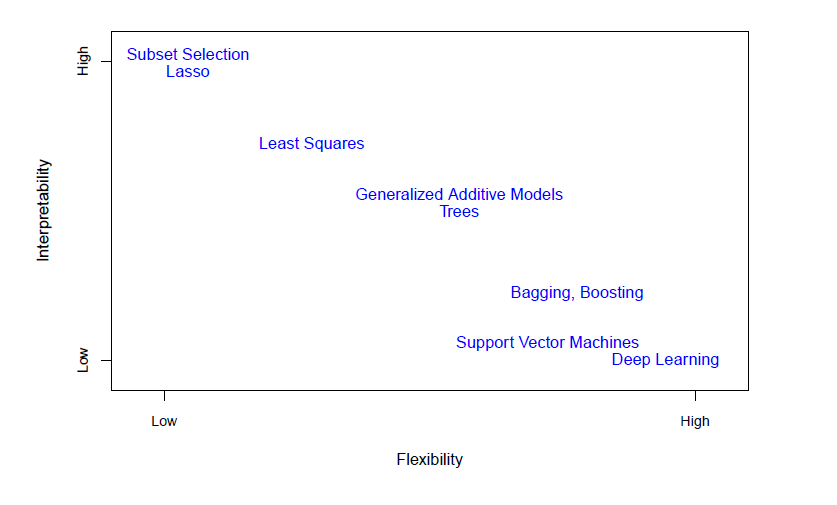 High
Subset Selection
Lasso
Least Squares
Interpretability
Generalized Additive Models
Trees
Bagging, Boosting
Support Vector Machines
Low
Deep Learning
Low
High
Flexibility